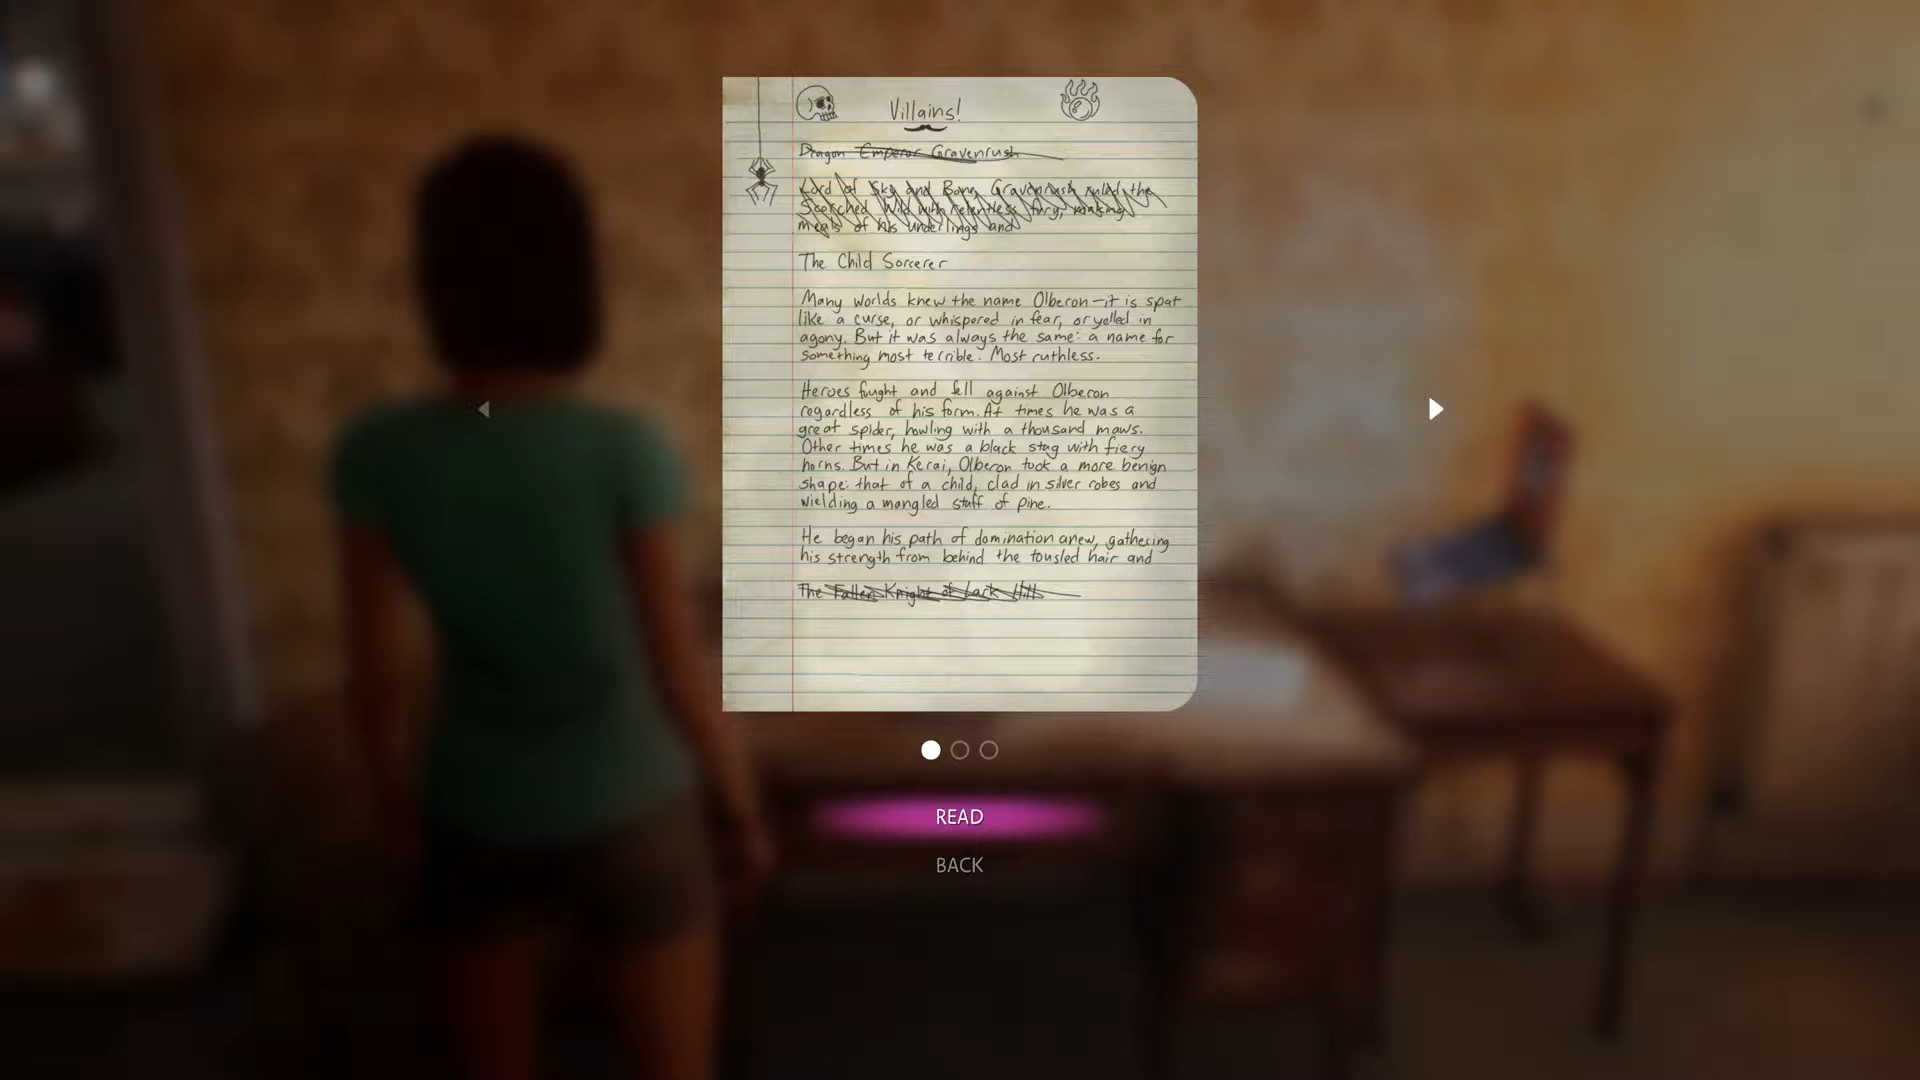 Villains!
Dragon Emperor Gravenrush
Lord of Sky and Bone, Gravenrush ruled the
Scorched Wild with relentless fury, making
meals of his underlings and
The Child Sorcerer
Many worlds knew the name Olberon—it is spat
like a curse, or whispered in fear, or yelled in
agony. But it was always the same: a name for
something most terrible. Most ruthless.
Heroes fought and fell against Olberon
regardless of his form. At times he was a
great spider, howling with a thousand maws.
Other times he was a black stag with fiery
horns. But in Kerai, Olberon took a more benign
shape: that of a child, clad in silver robes and
wielding a mangled staff of pine.
He began his path of domination anew, gathering
his strength from behind the tousled hair and
The Fallen Knight of Hill
READ
BACK